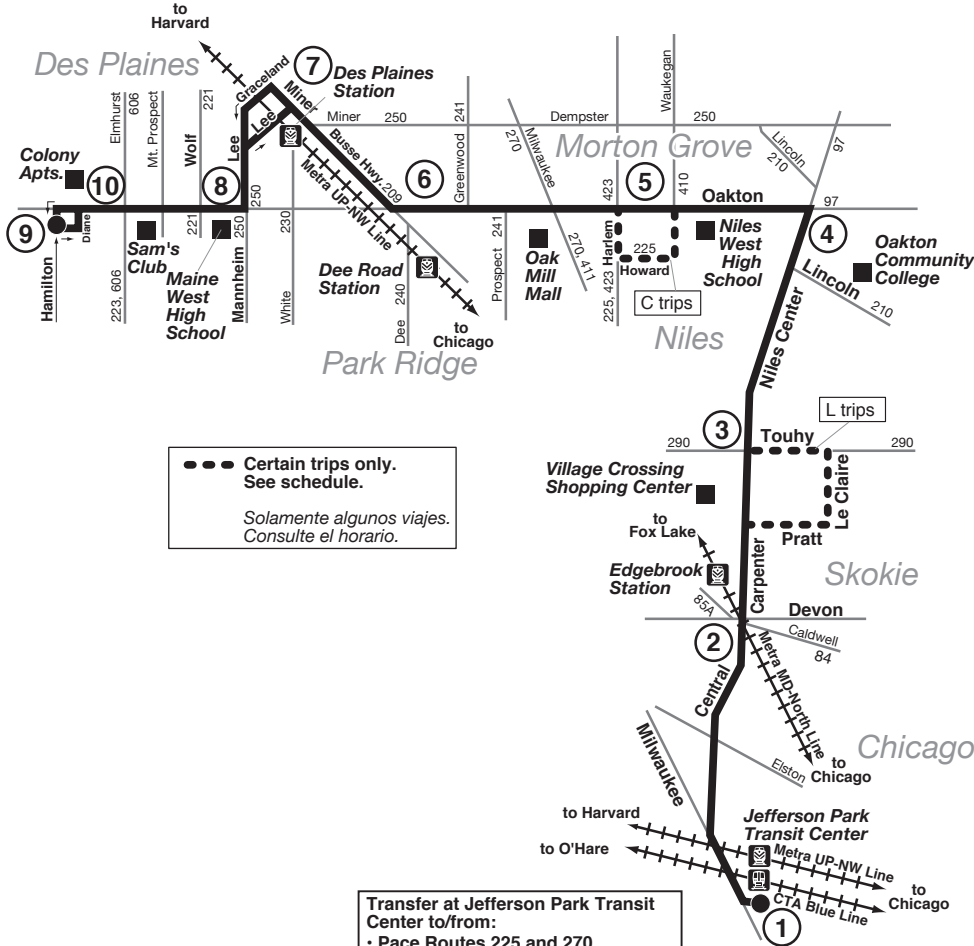 to
Harvard
Des Plaines
7
Graceland
Des Plaines
Station
Miner
Lee
Lee
Elmhurst
606
Mt. Prospect
221
Wolf
Miner
250
Greenwood
241
270
Milwaukee
Dempster
Waukegan
250
Lincoln
210
97
Morton Grove
Busse Hwy.
209
Metra UP-NW Line
Colony
Apts.
10
8
6
5
423
410
Oakton
97
250
9
Diane
Hamilton
Sam's
Club
223, 606
221
Maine
West
High
School
250
Mannheim
230
White
Dee Road
Station
240
Dee
to
Chicago
Park Ridge
241
Prospect
Oak
Mill
Mall
270, 411
Harlem
225
Howard
225, 423
C trips
Niles
West
High
School
Niles
4
Oakton
Community
College
Lincoln
210
Niles Center
L trips
3
Touhy
290
290
Le Claire
Pratt
Village Crossing
Shopping Center
to
Fox Lake
Edgebrook
Station
Carpenter
Skokie
85A
Devon
Caldwell
84
2
Metra MD-North Line
Central
Certain trips only.
See schedule.
Solamente algunos viajes.
Consulte el horario.
Milwaukee
Elston
to
Chicago
Chicago
to Harvard
to O'Hare
Jefferson Park
Transit Center
Metra UP-NW Line
CTA Blue Line
to
Chicago
1
Transfer at Jefferson Park Transit
Center to/from:
• Pace Routes 225 and 270